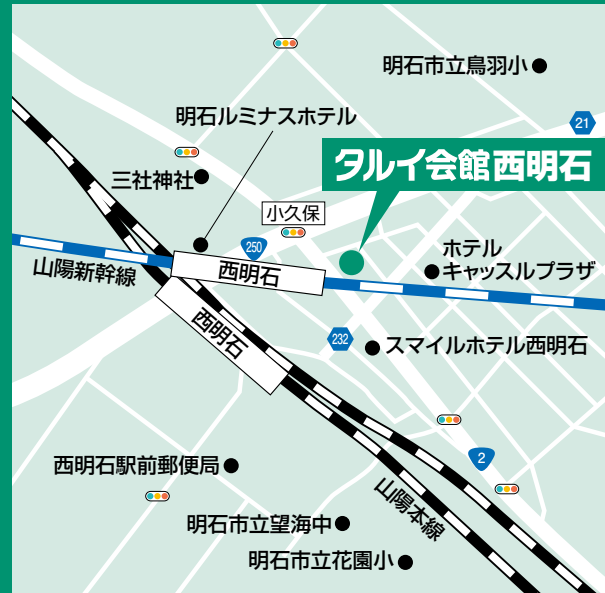 明石市立鳥羽小
明石ルミナスホテル
21
タルイ会館西明石
三社神社
小久保
250
ホテル
キャッスルプラザ
山陽新幹線
西明石
西明石
232
スマイルホテル西明石
2
西明石駅前郵便局
山陽本線
明石市立望海中
明石市立花園小